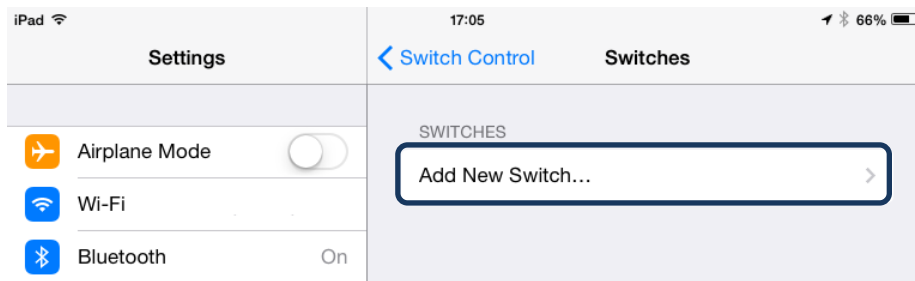 iPad 17:05 66%
Settings
Switch Control Switches
SWITCHES
Airplane Mode
Add New Switch...
Wi-Fi
Bluetooth On